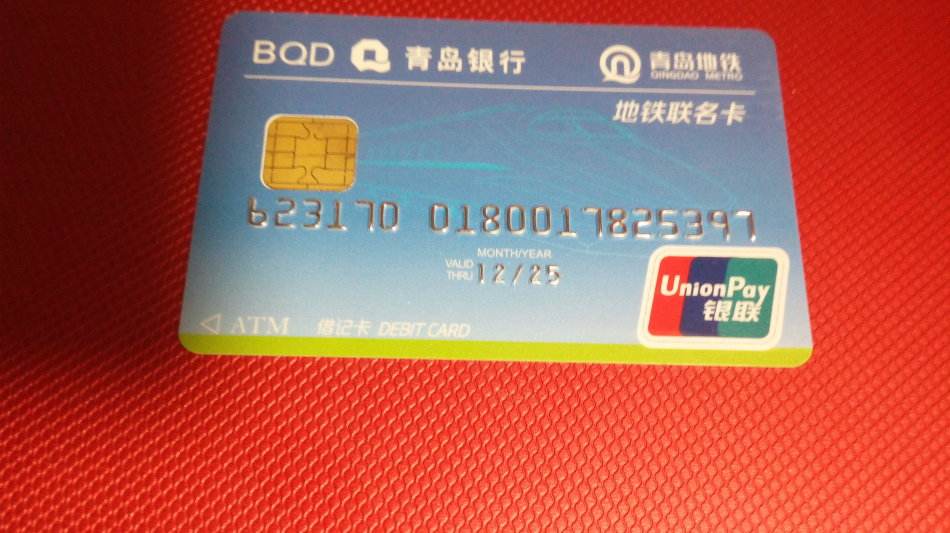 BQD 青岛银行 青岛地铁
QINGDAO METRO
地铁联名卡
623170 0180017825397
MONTH/YEAR
VALID THRU 12/25
UnionPay
银联
ATM 借记卡 DEBIT CARD